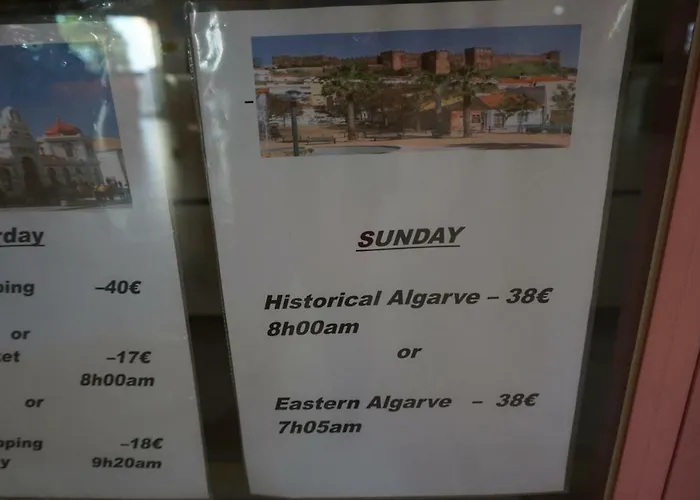 rday
ping –40€
or
et –17€
8h00am
or
pping –18€
y 9h20am
SUNDAY
Historical Algarve – 38€
8h00am
or
Eastern Algarve – 38€
7h05am